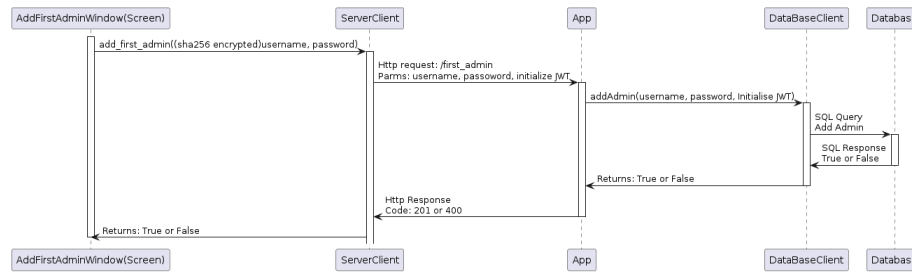 AddFirstAdminWindow(Screen)
ServerClient
App
DataBaseClient
Databas
add_first_admin((sha256 encrypted)username, password)
Http request: /first_admin
Parms: username, passoword, initialize JWT
addAdmin(username, password, Initialise JWT)
SQL Query
Add Admin
SQL Response
True or False
Returns: True or False
Http Response
Code: 201 or 400
Returns: True or False
AddFirstAdminWindow(Screen)
ServerClient
App
DataBaseClient
Databas